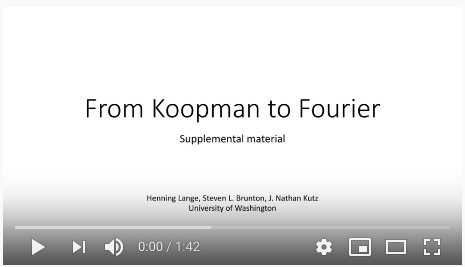 From Koopman to Fourier
Supplemental material
Henning Lange, Steven L. Brunton, J. Nathan Kutz
University of Washington
0:00 / 1:42